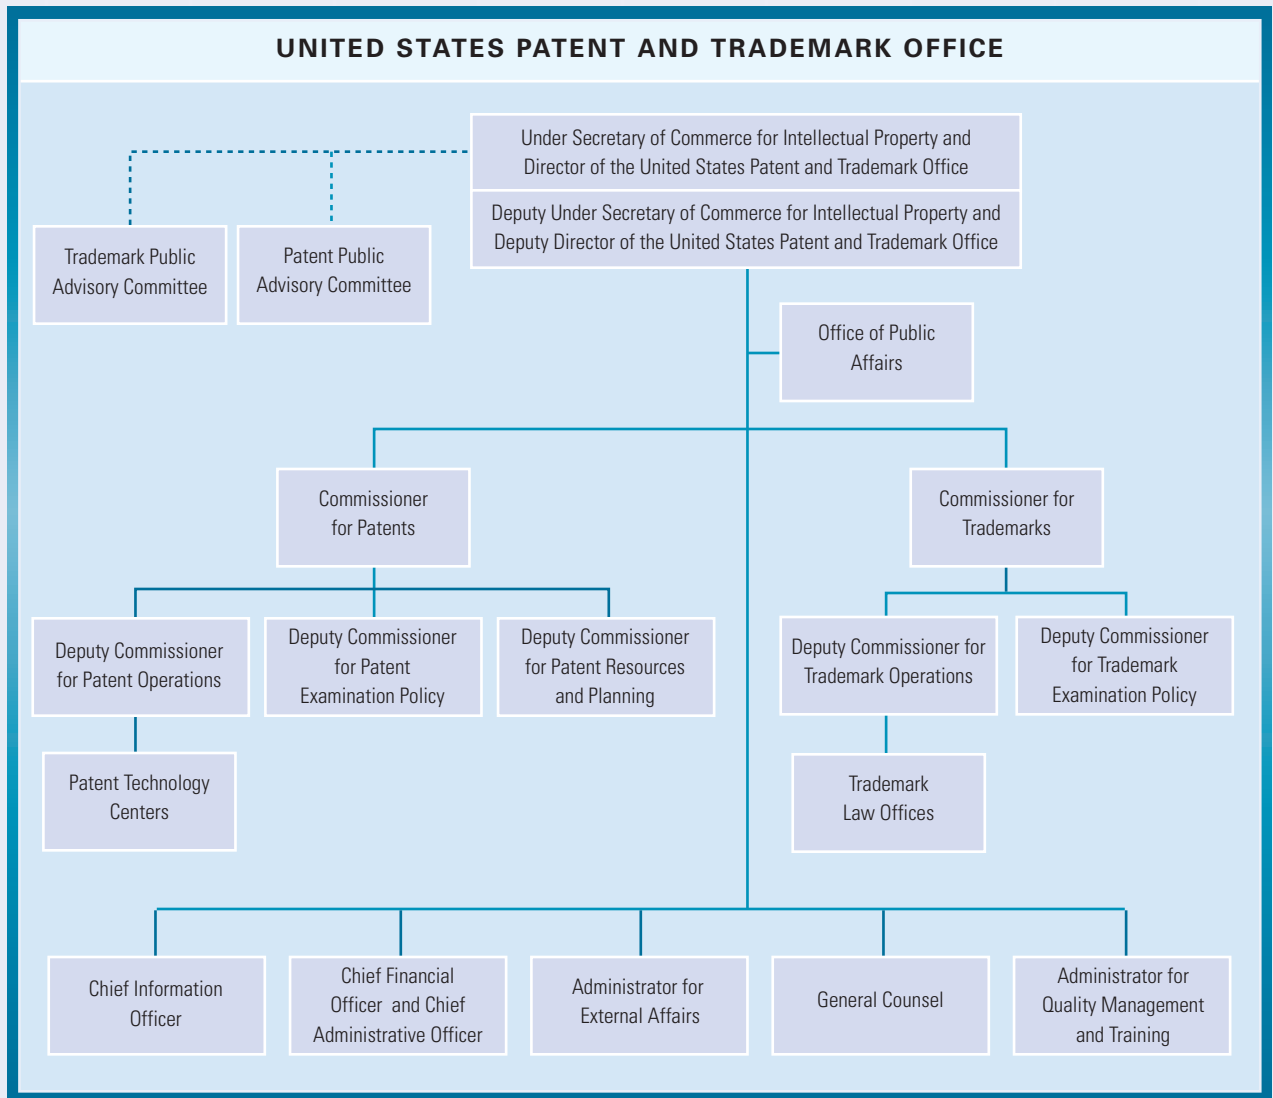 UNITED STATES PATENT AND TRADEMARK OFFICE
Under Secretary of Commerce for Intellectual Property and
Director of the United States Patent and Trademark Office
Deputy Under Secretary of Commerce for Intellectual Property and
Deputy Director of the United States Patent and Trademark Office
Trademark Public
Advisory Committee
Patent Public
Advisory Committee
Office of Public
Affairs
Commissioner
for Patents
Commissioner for
Trademarks
Deputy Commissioner
for Patent Operations
Deputy Commissioner
for Patent
Examination Policy
Deputy Commissioner
for Patent Resources
and Planning
Deputy Commissioner for
Trademark Operations
Deputy Commissioner
for Trademark
Examination Policy
Patent Technology
Centers
Trademark
Law Offices
Chief Information
Officer
Chief Financial
Officer and Chief
Administrative Officer
Administrator for
External Affairs
General Counsel
Administrator for
Quality Management
and Training